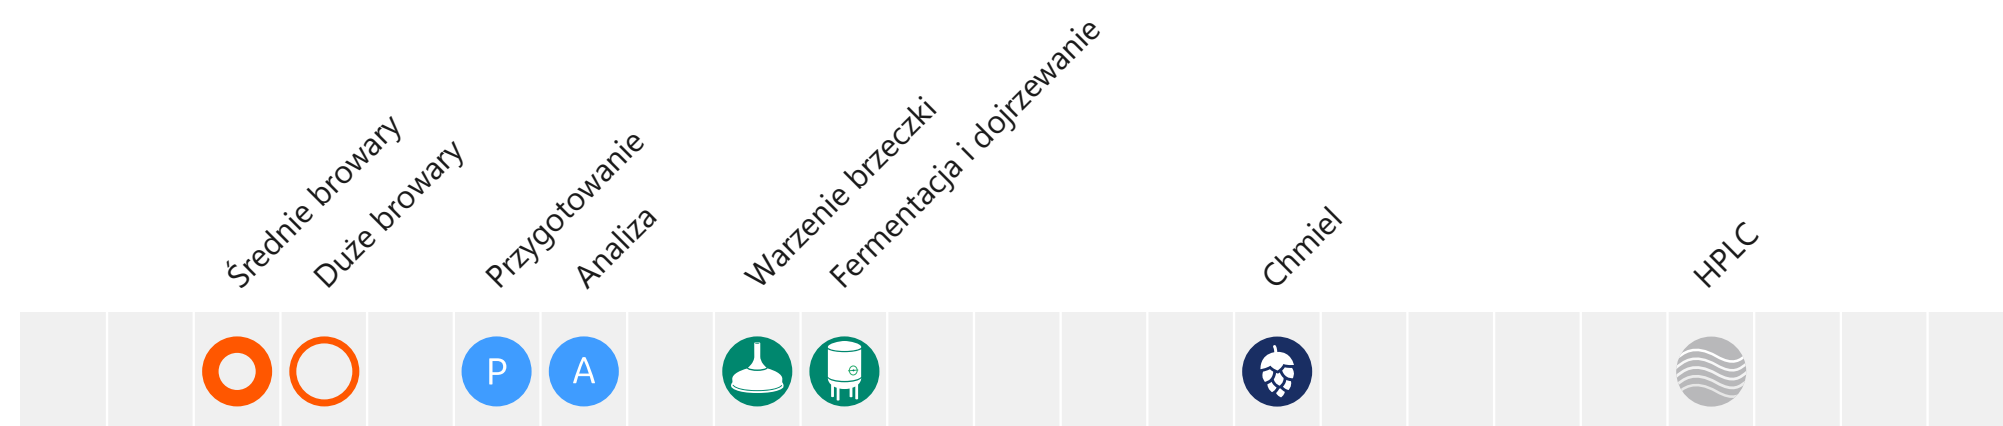 Średnie browary
Duże browary
Przygotowanie
Analiza
Warzenie brzeczki
Fermentacja i dojrzewanie
Chmiel
HPLC
P
A